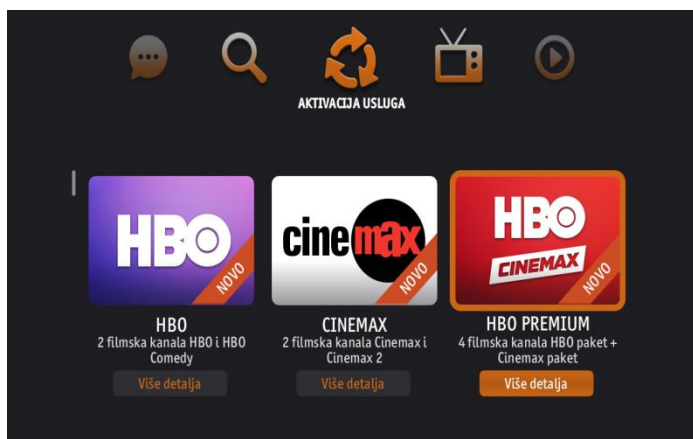 AKTIVACIJA USLUGA
HBO
NOVO
cinemax
NOVO
HBO
CINEMAX
NOVO
HBO
2 filmska kanala HBO i HBO
Comedy
Više detalja
CINEMAX
2 filmska kanala Cinemax i
Cinemax 2
Više detalja
HBO PREMIUM
4 filmska kanala HBO paket +
Cinemax paket
Više detalja